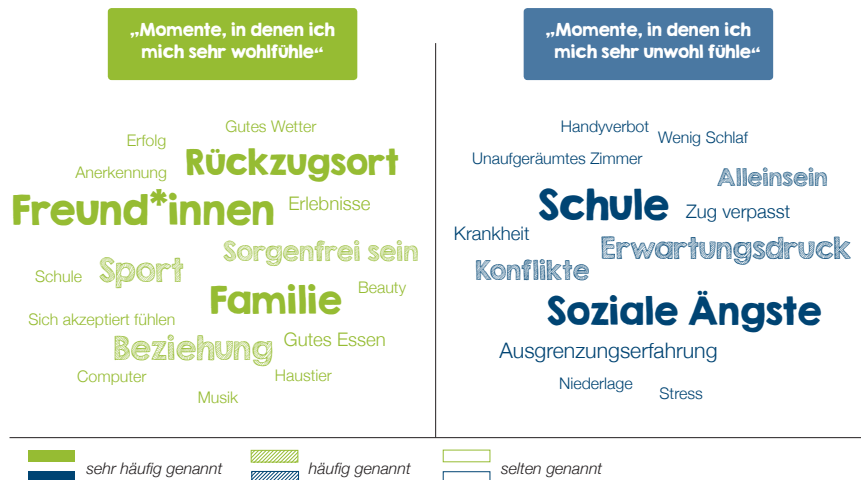 „Momente, in denen ich
mich sehr wohlfühle“
Gutes Wetter
Erfolg
Rückzugsort
Anerkennung
Freund*innen
Erlebnisse
Sorgenfrei sein
Sport
Schule
Familie
Beauty
Sich akzeptiert fühlen
Beziehung
Gutes Essen
Computer
Haustier
Musik
„Momente, in denen ich
mich sehr unwohl fühle“
Handyverbot
Wenig Schlaf
Unaufgeräumtes Zimmer
Alleinsein
Schule
Zug verpasst
Krankheit
Erwartungsdruck
Konflikte
Soziale Ängste
Ausgrenzungserfahrung
Niederlage
Stress
sehr häufig genannt
häufig genannt
selten genannt